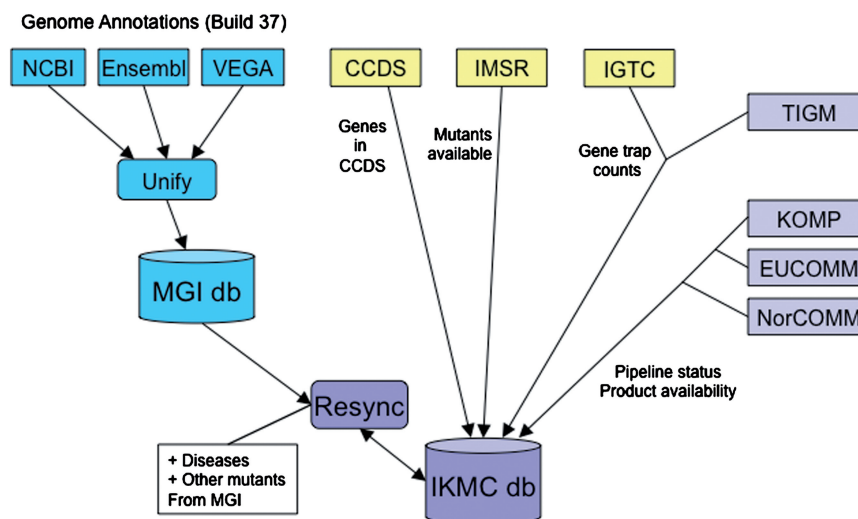 Genome Annotations (Build 37)
NCBI
Ensembl
VEGA
CCDS
IMSR
IGTC
TIGM
Genes
in
CCDS
Mutants
available
Gene trap
counts
Unify
KOMP
EUCOMM
NorCOMM
MGI db
Pipeline status
Product availability
Resync
+ Diseases
+ Other mutants
From MGI
IKMC db